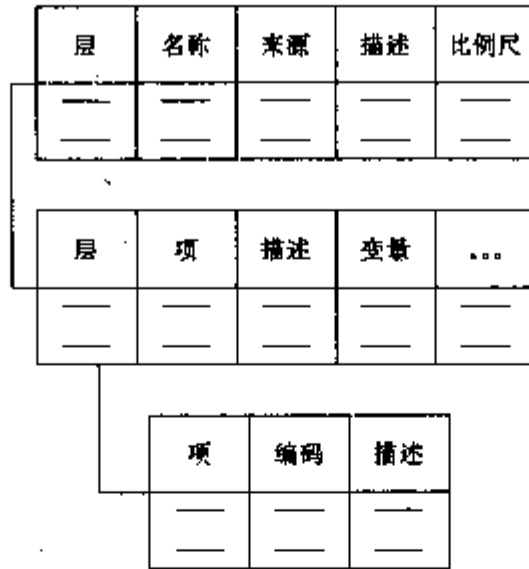 层 名称 来源 描述 比例尺
层 项 描述 变量 ...
项 编码 描述